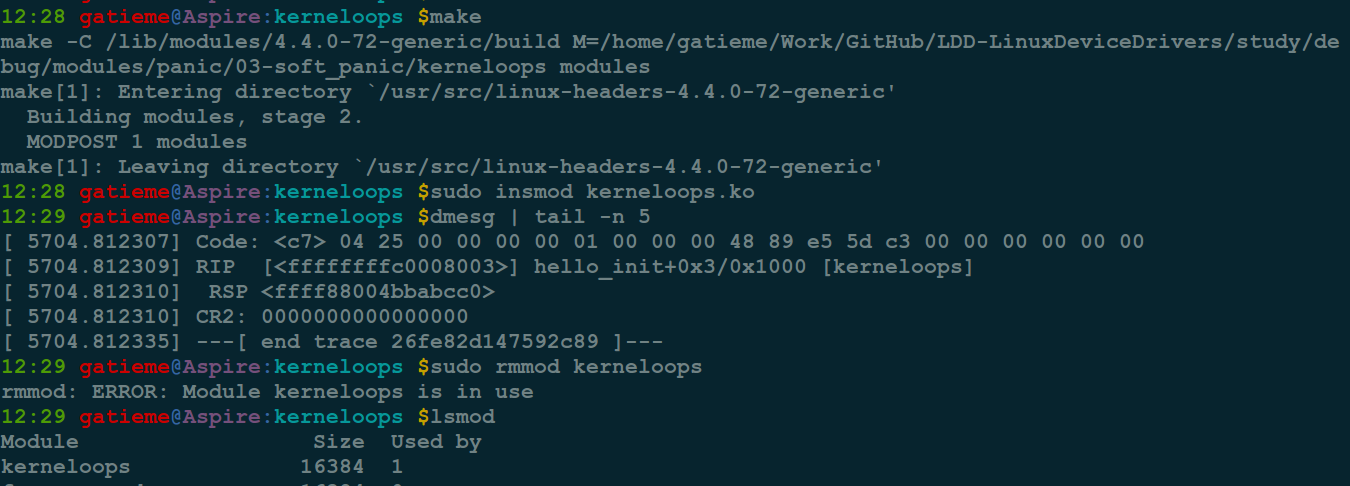 12:28 gatieme@Aspire:kerneloops $make
make -C /lib/modules/4.4.0-72-generic/build M=/home/gatieme/Work/GitHub/LDD-LinuxDeviceDrivers/study/de
bug/modules/panic/03-soft_panic/kerneloops modules
make[1]: Entering directory `/usr/src/linux-headers-4.4.0-72-generic'
  Building modules, stage 2.
  MODPOST 1 modules
make[1]: Leaving directory `/usr/src/linux-headers-4.4.0-72-generic'
12:28 gatieme@Aspire:kerneloops $sudo insmod kerneloops.ko
12:29 gatieme@Aspire:kerneloops $dmesg | tail -n 5
[ 5704.812307] Code: <c7> 04 25 00 00 00 00 01 00 00 00 48 89 e5 5d c3 00 00 00 00 00 00
[ 5704.812309] RIP  [<ffffffffc0008003>] hello_init+0x3/0x1000 [kerneloops]
[ 5704.812310]  RSP <ffff88004bbabcc0>
[ 5704.812310] CR2: 0000000000000000
[ 5704.812335] ---[ end trace 26fe82d147592c89 ]---
12:29 gatieme@Aspire:kerneloops $sudo rmmod kerneloops
rmmod: ERROR: Module kerneloops is in use
12:29 gatieme@Aspire:kerneloops $lsmod
Module                  Size  Used by
kerneloops             16384  1